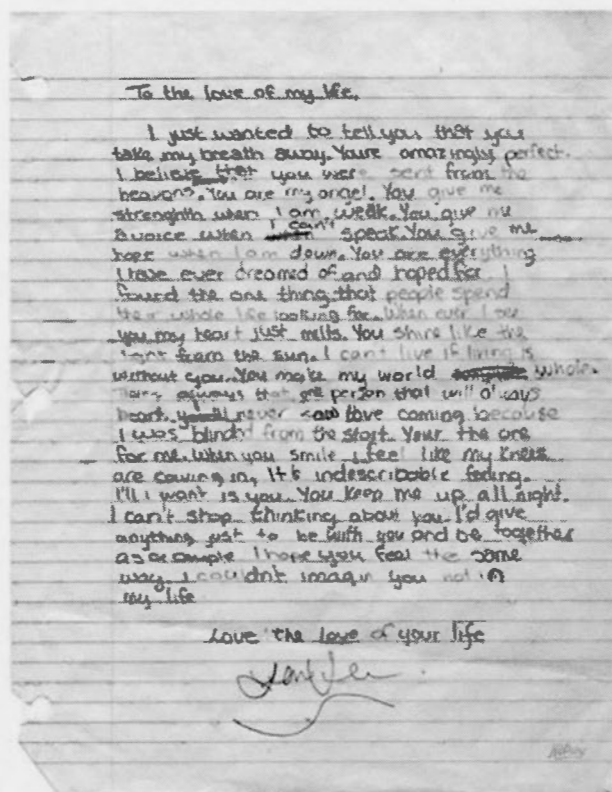 To the love of my life,
I just wanted to tell you that you
take my breath away. Youre amazingly perfect.
I believe that you were sent from the
heavens. You are my angel. You give me
strenghth when I am weak. You give me
a voice when I can't speak. You give me
hope when I am down. You are everything
I have ever dreamed of and hoped for. I
found the one thing that people spend
their whole life looking for. When ever I see
you my heart just melts. You shine like the
light from the sun. I cant live if living is
without you. You make my world whole.
always that person that will always
heart. never saw love coming because
I was blind from the start. Your the one
for me. When you smile i feel like my knees
are caving in, It's indescribable feeling.
i want is you. You keep me up all night.
I can't stop thinking about you. I'd give
anything just to be with you and be together
as a couple I hope you feel the same
way. I couldnt imagin you not in
my life
Love the love of your life